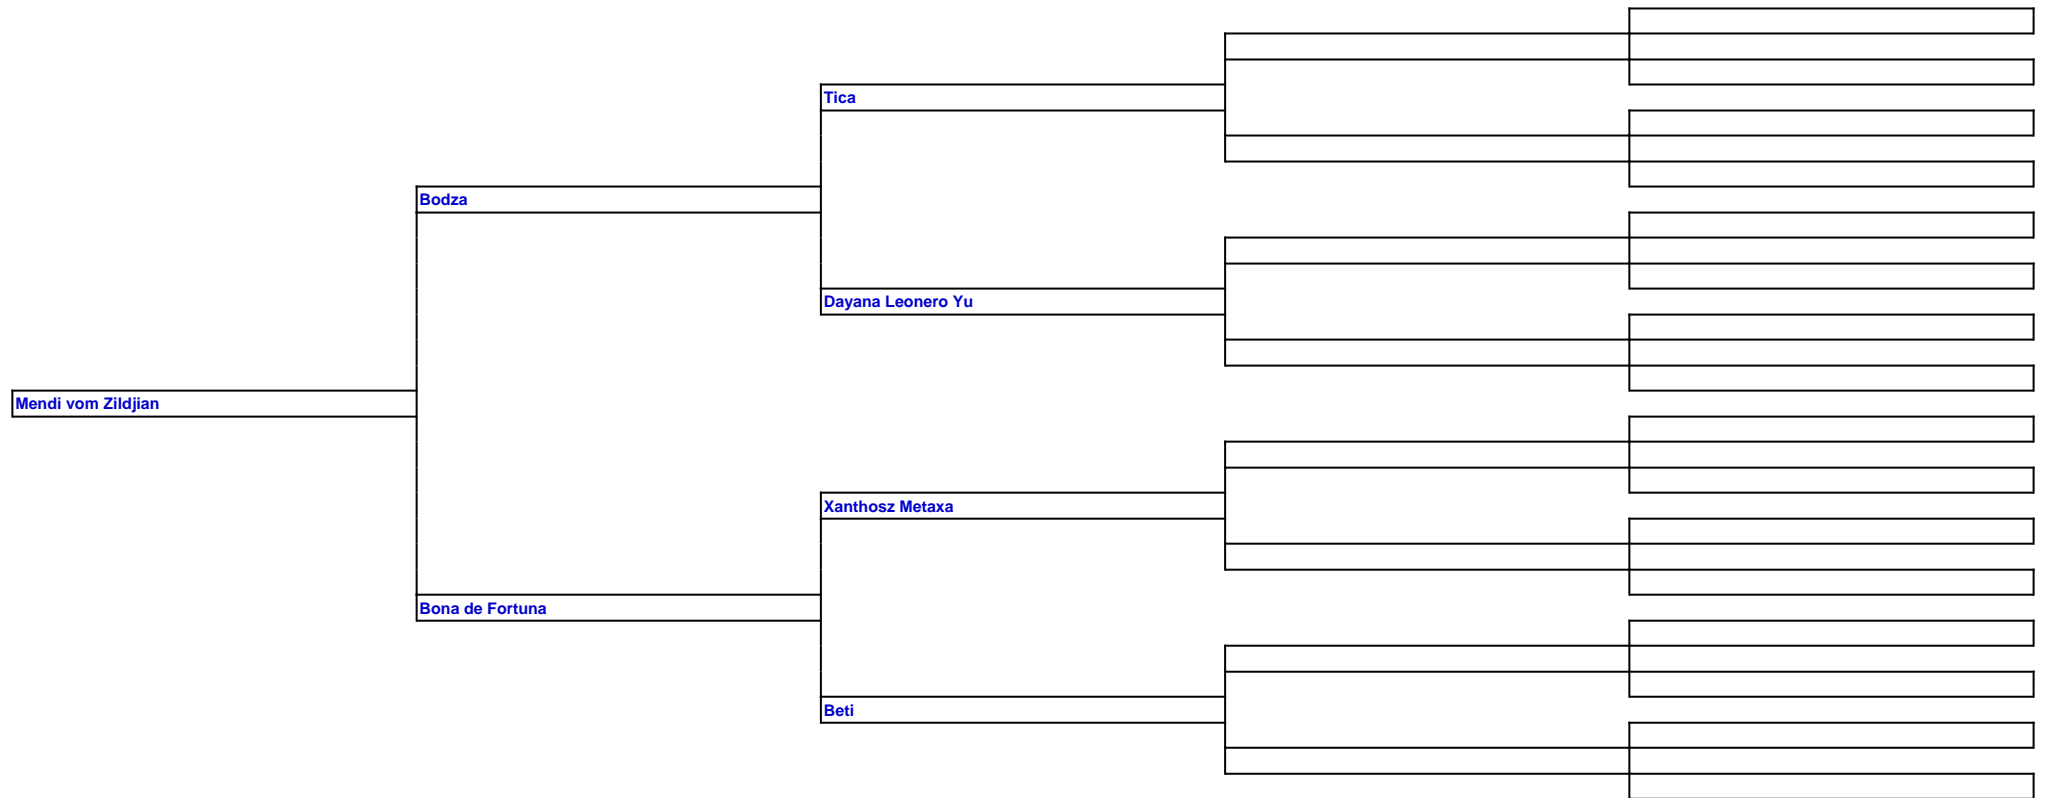 Tica
Bodza
Dayana Leonero Yu
Mendi vom Zildjian
Xanthosz Metaxa
Bona de Fortuna
Beti